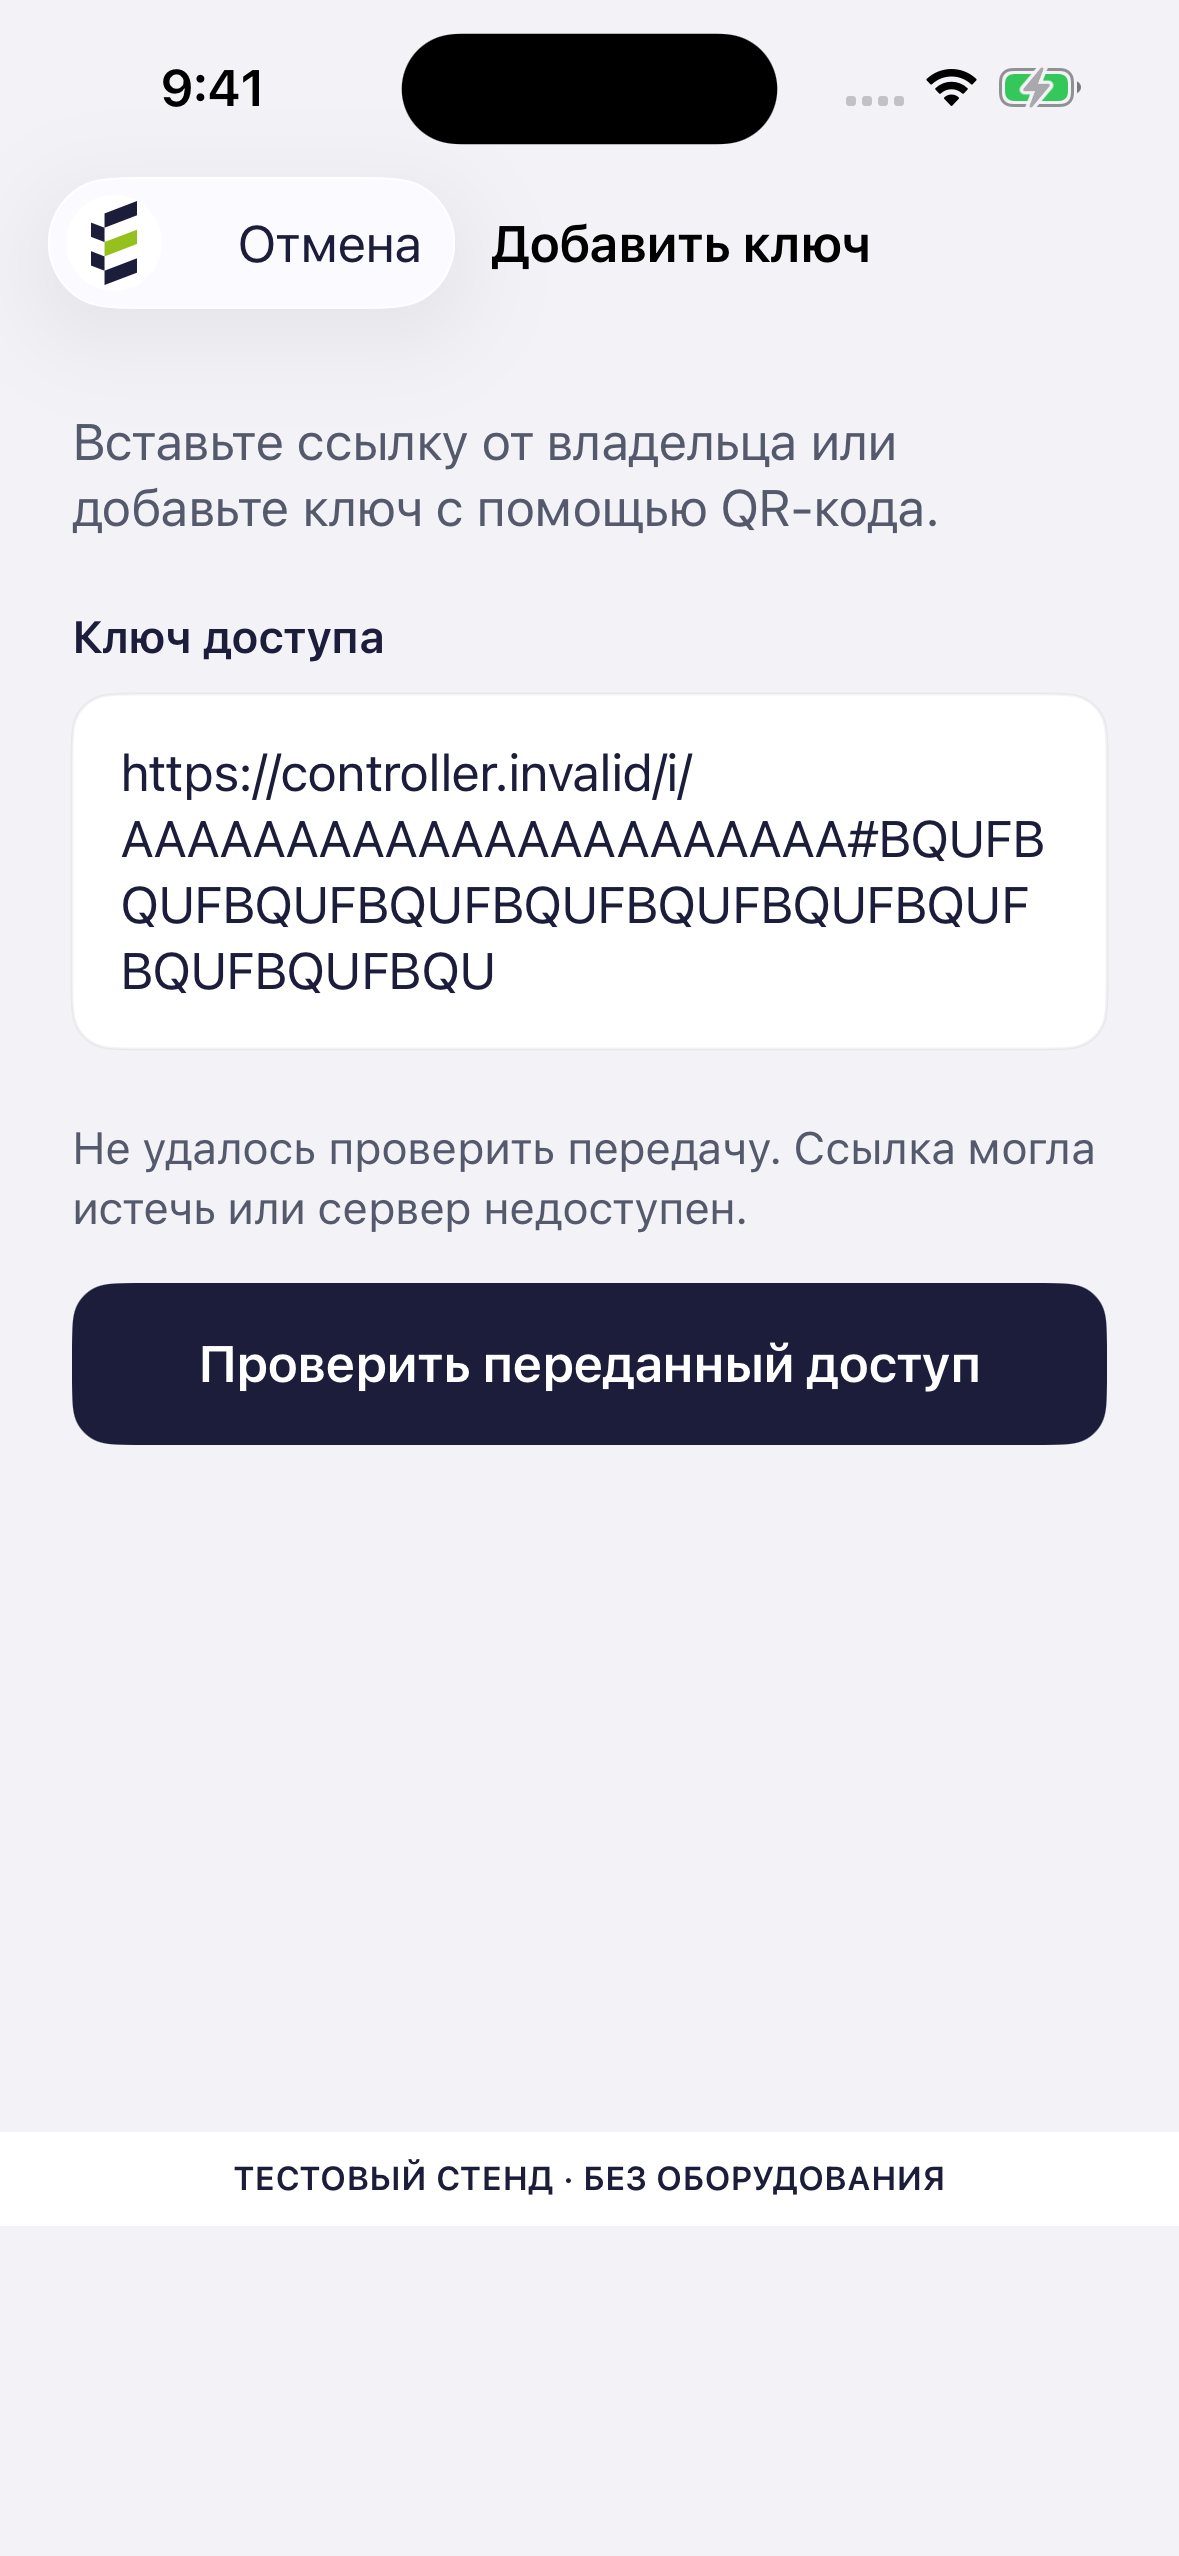 9:41
Отмена
Добавить ключ
Вставьте ссылку от владельца или
добавьте ключ с помощью QR-кода.
Ключ доступа
https://controller.invalid/i/
AAAAAAAAAAAAAAAAAAAAAA#BQUFB
QUFBQUFBQUFBQUFBQUFBQUFBQUF
BQUFBQUFBQU
Не удалось проверить передачу. Ссылка могла
истечь или сервер недоступен.
Проверить переданный доступ
ТЕСТОВЫЙ СТЕНД · БЕЗ ОБОРУДОВАНИЯ